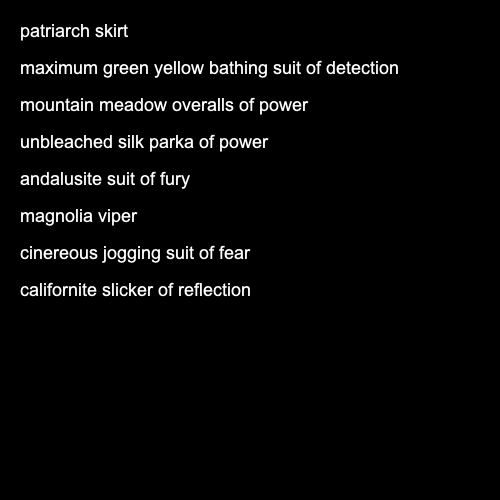 patriarch skirt
maximum green yellow bathing suit of detection
mountain meadow overalls of power
unbleached silk parka of power
andalusite suit of fury
magnolia viper
cinereous jogging suit of fear
californite slicker of reflection